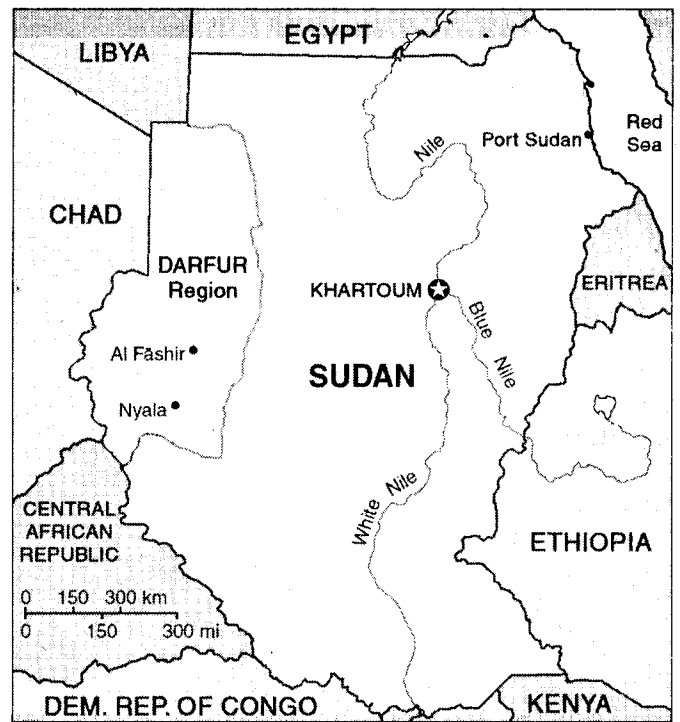 EGYPT
LIBYA
Nile
Port Sudan
Red
Sea
CHAD
DARFUR
Region
KHARTOUM
ERITREA
Blue
Nile
Al Fāshir
SUDAN
Nyala
White Nile
CENTRAL
AFRICAN
REPUBLIC
ETHIOPIA
0 150 300 km
0 150 300 mi
DEM. REP. OF CONGO
KENYA